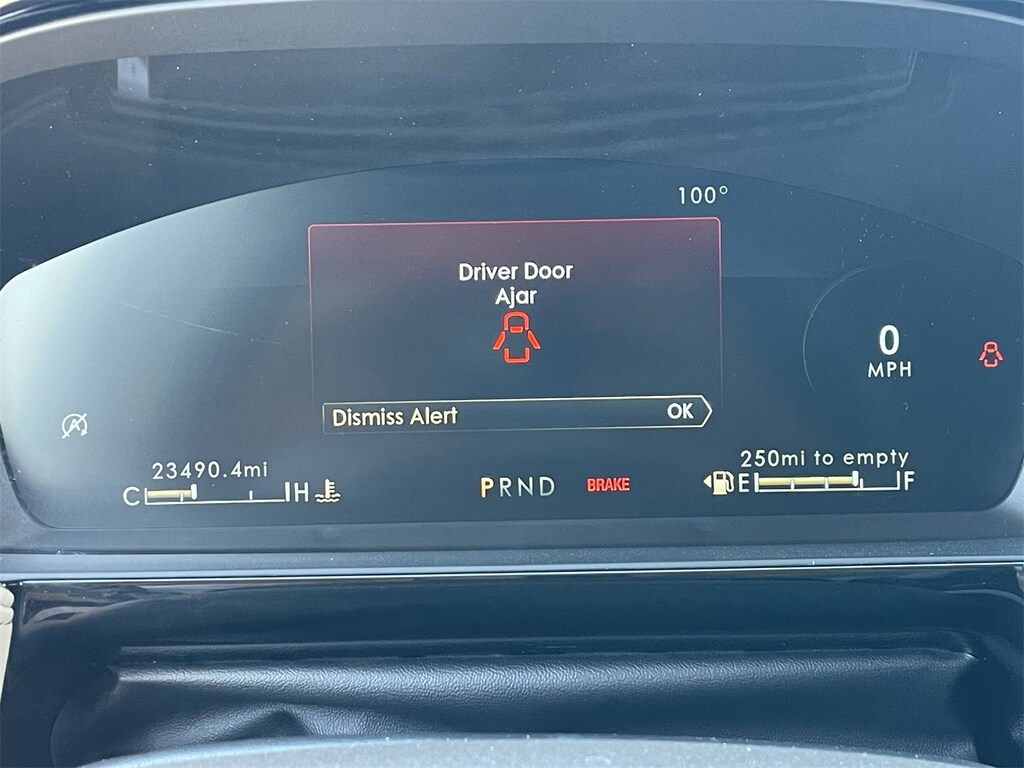 100°
Driver Door
Ajar
0
MPH
Dismiss Alert OK
A
23490.4mi
250mi to empty
C H
PRND
BRAKE
E F